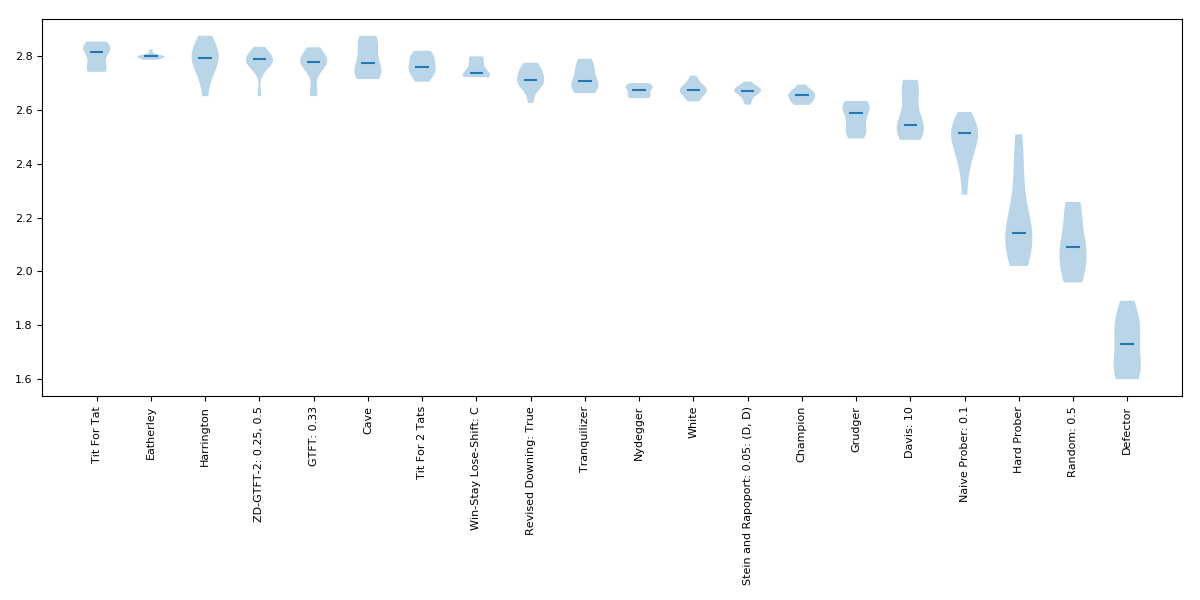 2.8
2.6
2.4
2.2
2.0
1.8
1.6
Tit For Tat
Eatherley
Harrington
ZD-GTFT-2: 0.25, 0.5
GTFT: 0.33
Cave
Tit For 2 Tats
Win-Stay Lose-Shift: C
Revised Downing: True
Tranquilizer
Nydegger
White
Stein and Rapoport: 0.05: (D, D)
Champion
Grudger
Davis: 10
Naive Prober: 0.1
Hard Prober
Random: 0.5
Defector